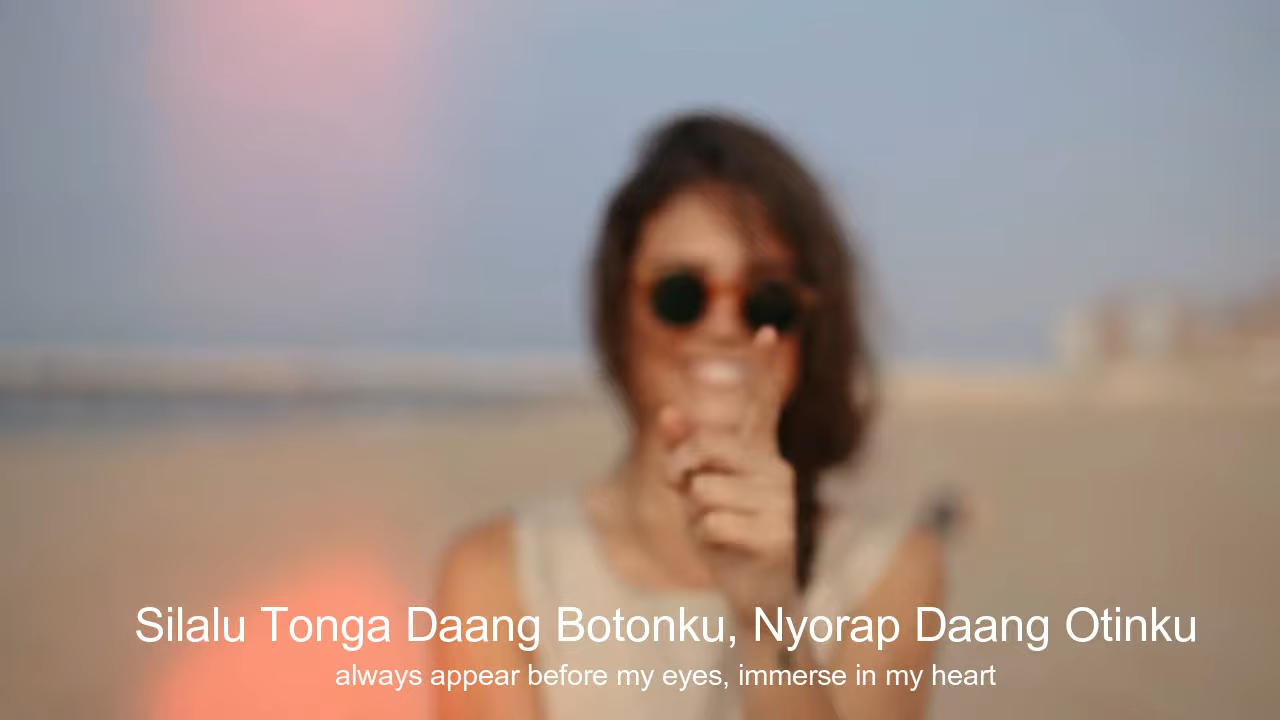 Silalu Tonga Daang Botonku, Nyorap Daang Otinku
always appear before my eyes, immerse in my heart